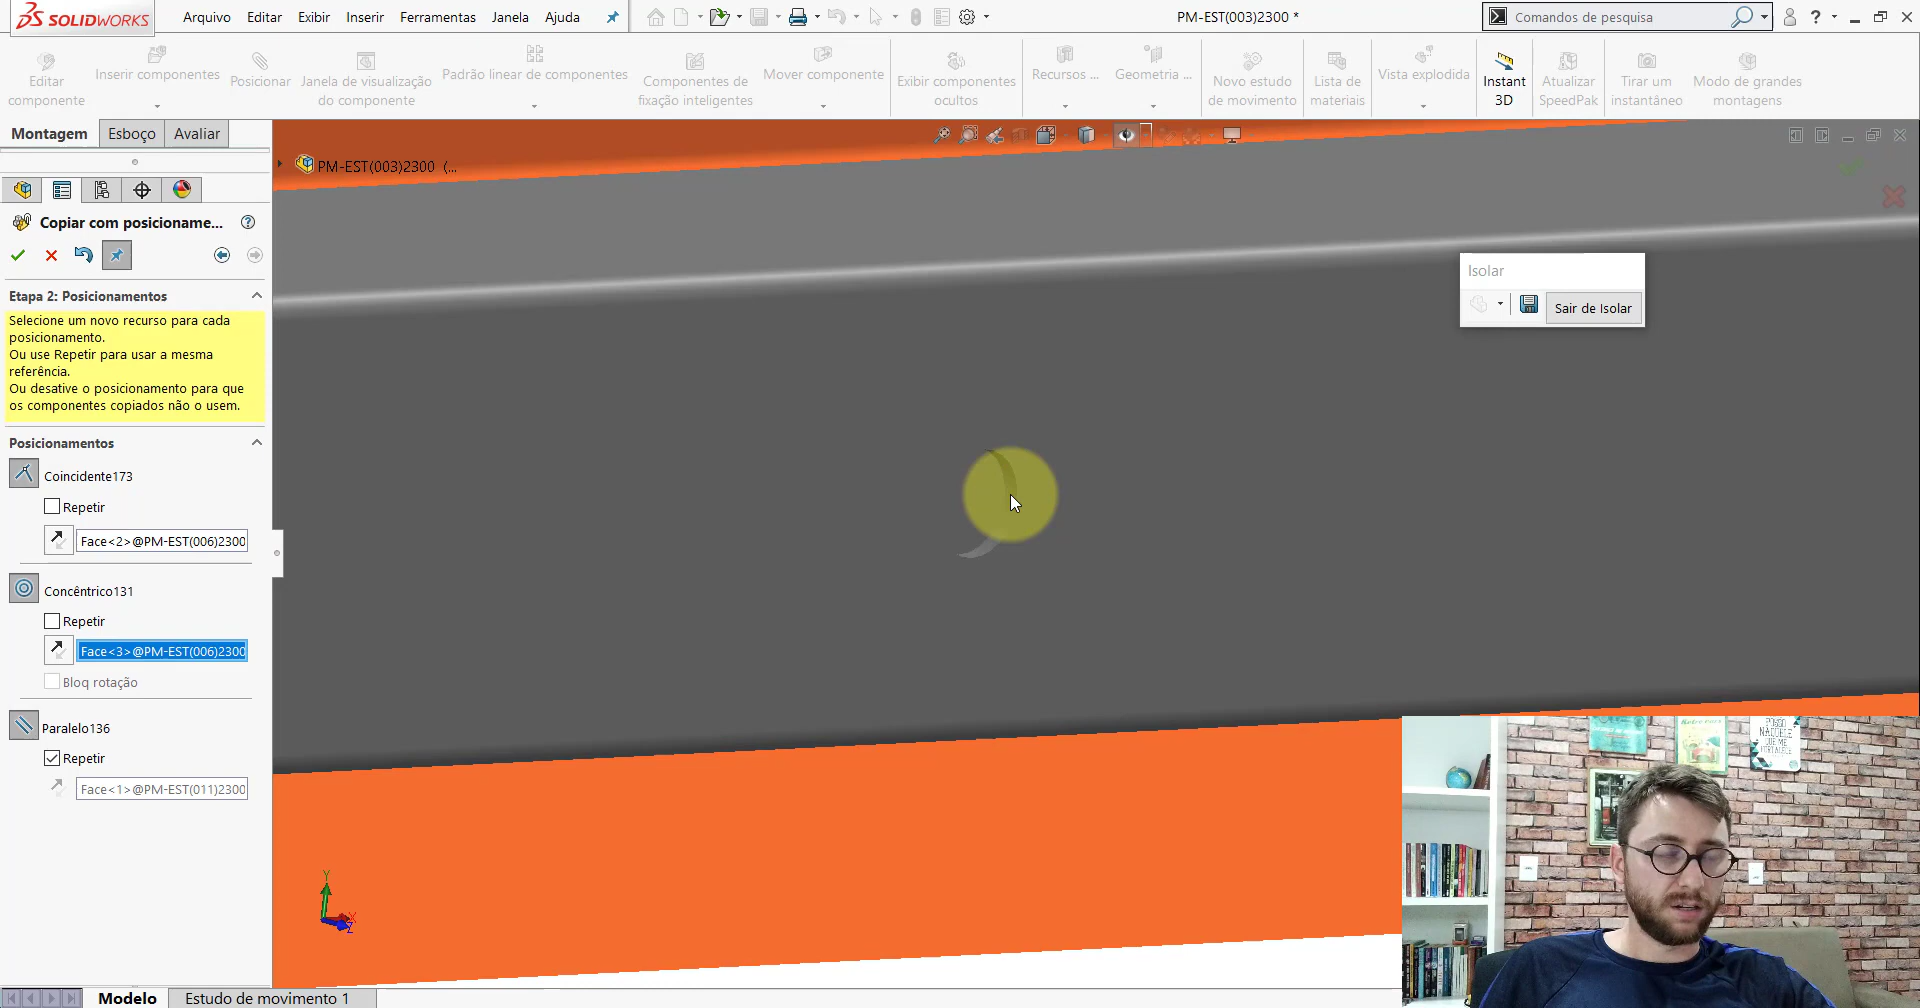 SOLIDWORKS
Arquivo
Editar
Exibir
Inserir
Ferramentas
Janela
Ajuda
PM-EST(003)2300 *
Comandos de pesquisa
?
Editar
componente
Inserir componentes
Posicionar
Janela de visualização
do componente
Padrão linear de componentes
Componentes de
fixação inteligentes
Mover componente
Exibir componentes
ocultos
Recursos ...
Geometria ...
Novo estudo
de movimento
Lista de
materiais
Vista explodida
Instant
3D
Atualizar
SpeedPak
Tirar um
instantâneo
Modo de grandes
montagens
Montagem
Esboço
Avaliar
PM-EST(003)2300 (...
Copiar com posicioname...
Etapa 2: Posicionamentos
Selecione um novo recurso para cada
posicionamento.
Ou use Repetir para usar a mesma
referência.
Ou desative o posicionamento para que
os componentes copiados não o usem.
Posicionamentos
Coincidente173
Repetir
Face<2>@PM-EST(006)2300
Concêntrico131
Repetir
Face<3>@PM-EST(006)2300
Bloq rotação
Paralelo136
Repetir
Face<1>@PM-EST(011)2300
Isolar
Sair de Isolar
Y
X
Z
POSSO
NAQUELE
QUE ME
FORTALECE
Modelo
Estudo de movimento 1